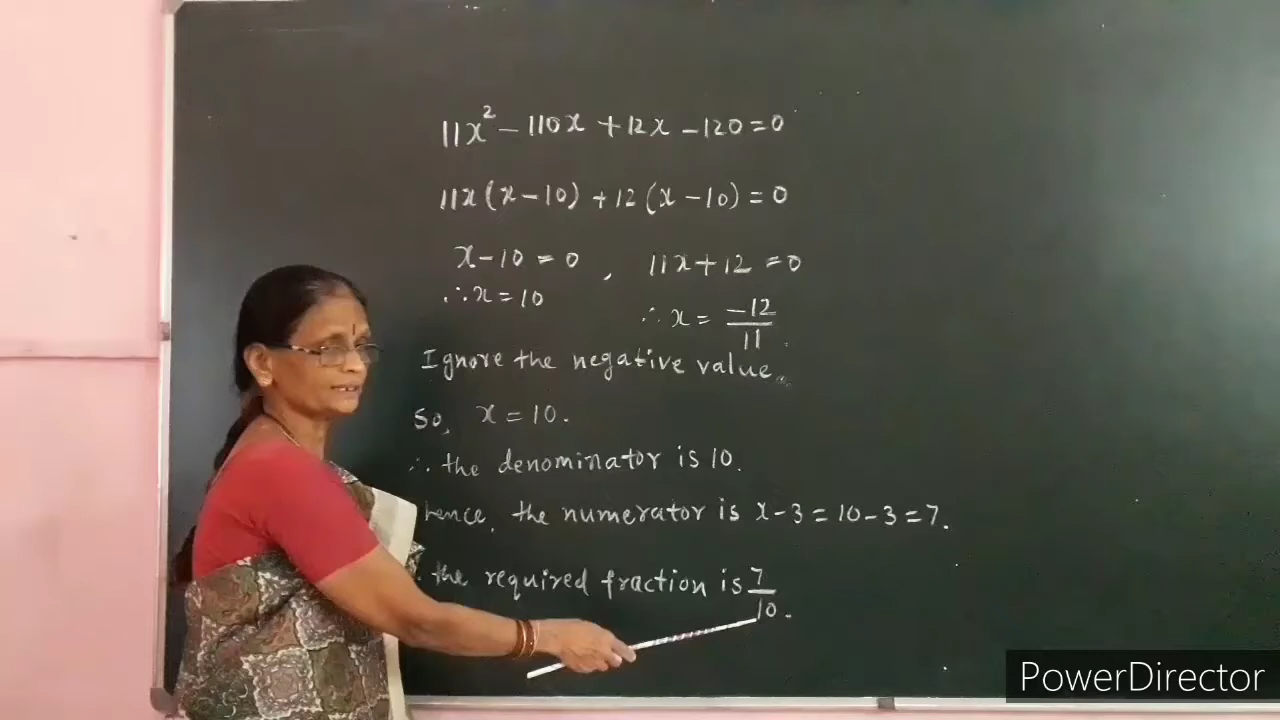 11x² - 110x + 12x - 120 = 0
11x (x - 10) + 12 (x - 10) = 0
x - 10 = 0 , 11x + 12 = 0
∴ x = 10 ∴ x = -12/11.
Ignore the negative value.
So, x = 10.
∴ the denominator is 10.
hence, the numerator is x - 3 = 10 - 3 = 7.
the required fraction is 7/10.
PowerDirector